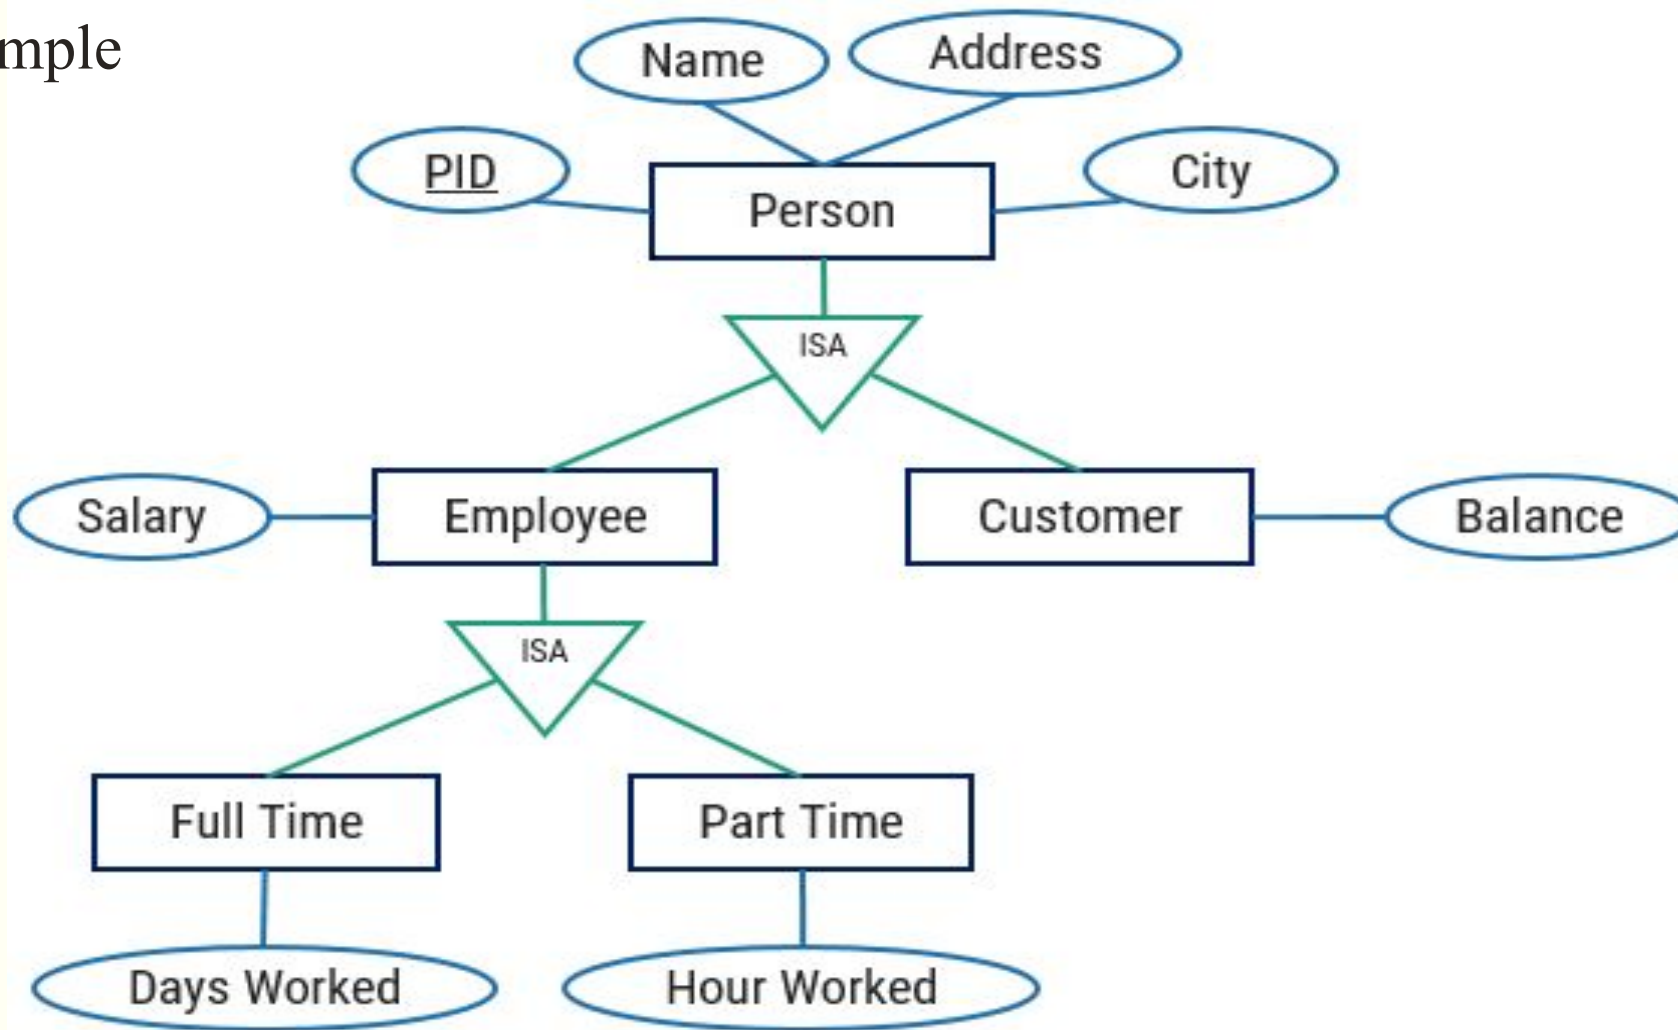 mple
Name
Address
PID
City
Person
ISA
Salary
Employee
Customer
Balance
ISA
Full Time
Part Time
Days Worked
Hour Worked